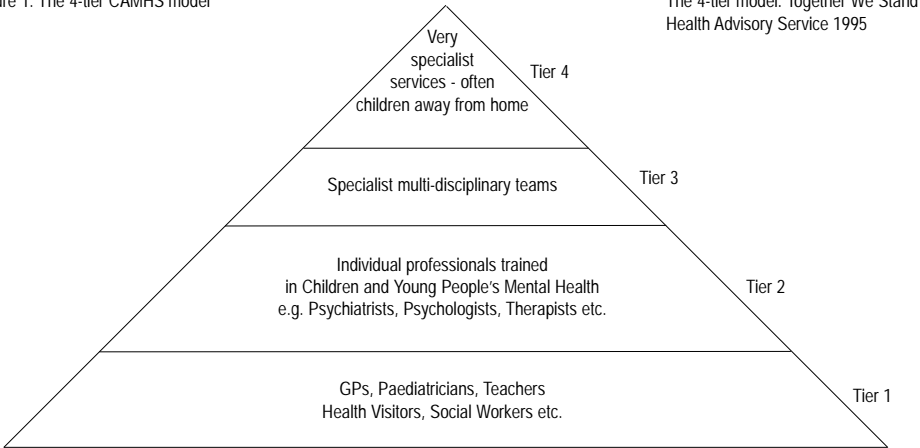 1: The 4-tier CAMHS model
The 4-tier model: Together We Stand
Health Advisory Service 1995
Very
specialist
services - often
children away from home
Tier 4
Specialist multi-disciplinary teams
Tier 3
Individual professionals trained
in Children and Young People's Mental Health
e.g. Psychiatrists, Psychologists, Therapists etc.
Tier 2
GPs, Paediatricians, Teachers
Health Visitors, Social Workers etc.
Tier 1